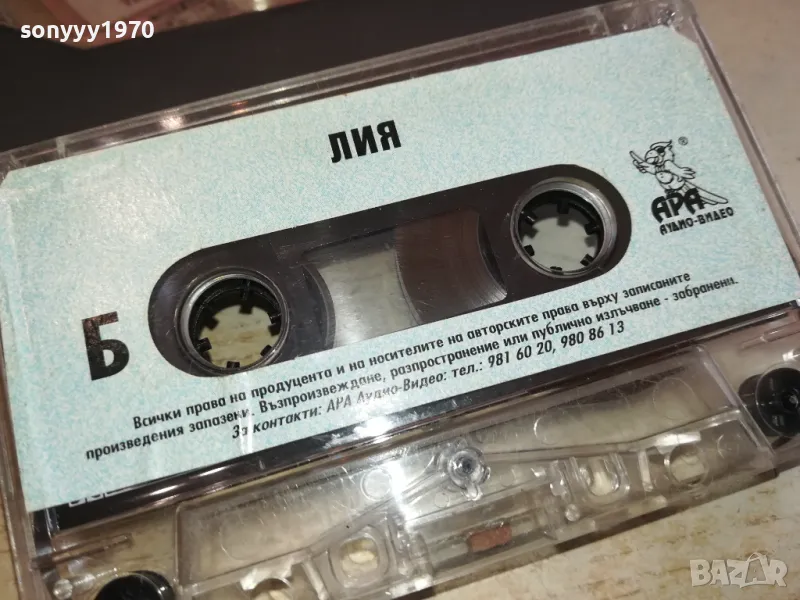 sonyyy1970
ЛИЯ
®
АРА
АУДИО-ВИДЕО
Б
Всички права на продуцента и на носителите на авторските права върху записаните
произведения запазени. Възпроизвеждане, разпространение или публично излъчване - забранени.
За контакти: АРА Аудио-Видео: тел.: 981 60 20, 980 86 13
BAZAR